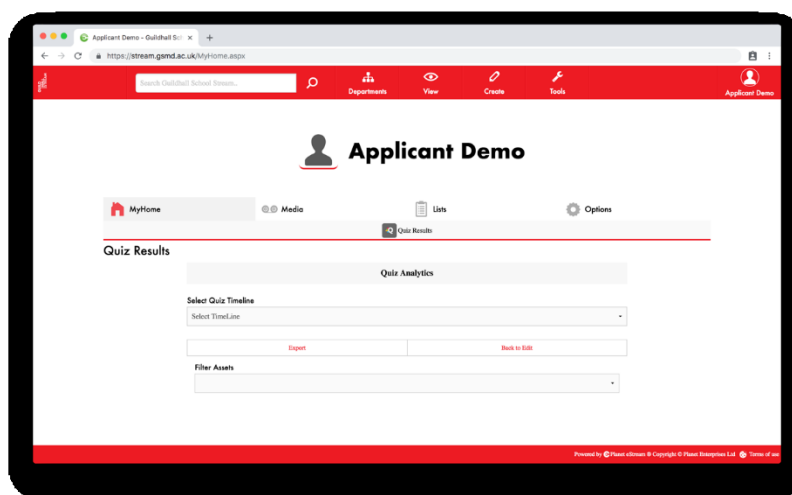 Applicant Demo - Guildhall Sch
https://stream.gsmd.ac.uk/MyHome.aspx
Search Guildhall School Stream..
Departments View Create Tools Applicant Demo
Applicant Demo
MyHome Media Lists Options
Quiz Results
Quiz Results
Quiz Analytics
Select Quiz Timeline
Select TimeLine
Export Back to Edit
Filter Assets
Powered by Planet eStream ® Copyright © Planet Enterprises Ltd Terms of use